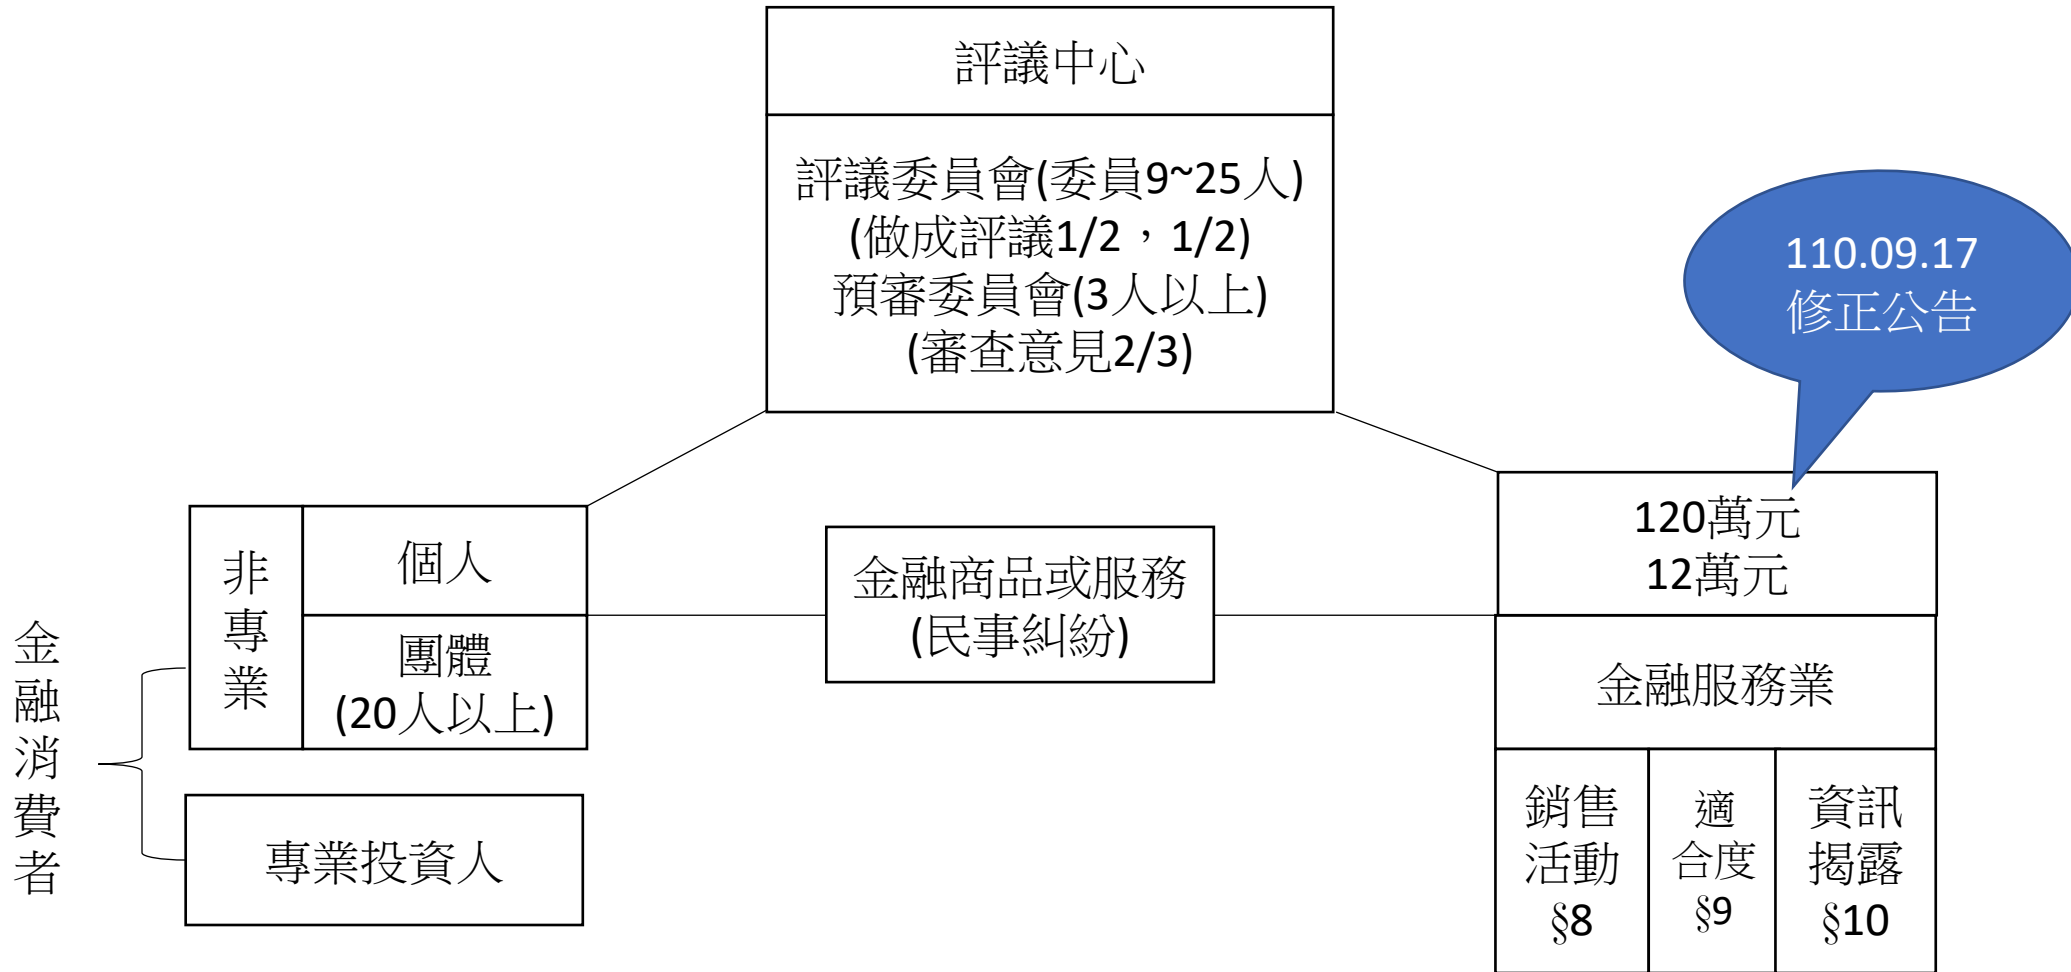 評議中心
評議委員會(委員9~25人)
(做成評議1/2，1/2)
預審委員會(3人以上)
(審查意見2/3)
110.09.17
修正公告
金融消費者
非專業
個人
團體
(20人以上)
專業投資人
金融商品或服務
(民事糾紛)
120萬元
12萬元
金融服務業
銷售
活動
§8
適
合度
§9
資訊
揭露
§10